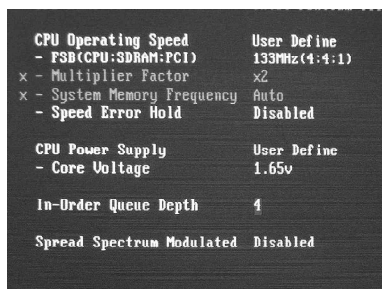 CPU Operating Speed User Define
- FSB(CPU:SDRAM:PCI) 133MHz(4:4:1)
x - Multiplier Factor x2
x - System Memory Frequency Auto
- Speed Error Hold Disabled
CPU Power Supply User Define
- Core Voltage 1.65v
In-Order Queue Depth 4
Spread Spectrum Modulated Disabled